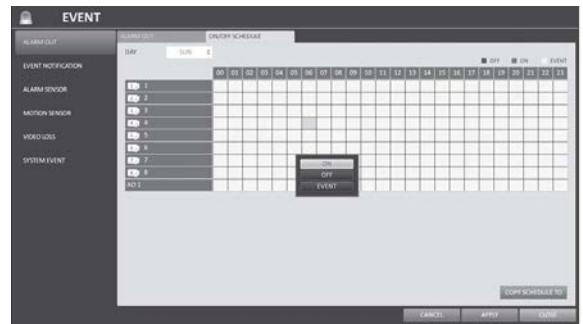 EVENT
ALARM OUT
ALARM OUT ON/OFF SCHEDULE
DAY SUN
OFF ON EVENT
EVENT NOTIFICATION
00 01 02 03 04 05 06 07 08 09 10 11 12 13 14 15 16 17 18 19 20 21 22 23
ALARM SENSOR
1
2
MOTION SENSOR
3
4
VIDEO LOSS
5
6
SYSTEM EVENT
7
8
AO 1
ON
OFF
EVENT
COPY SCHEDULE TO
CANCEL APPLY CLOSE